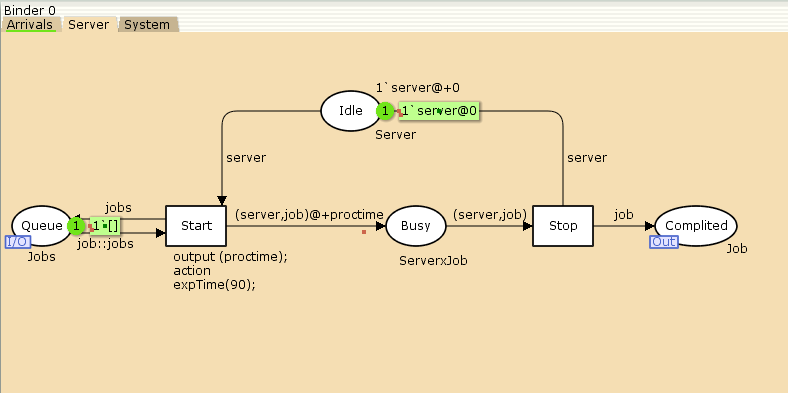 Binder 0
Arrivals Server System
1`server@+0
Idle
1
1`server@0
Server
server
server
jobs
(server,job)@+proctime
(server,job)
job
Queue
1
1`[]
Start
Busy
Stop
Complited
I/O
job::jobs
Out
Jobs
Job
output (proctime);
action
expTime(90);
ServerxJob